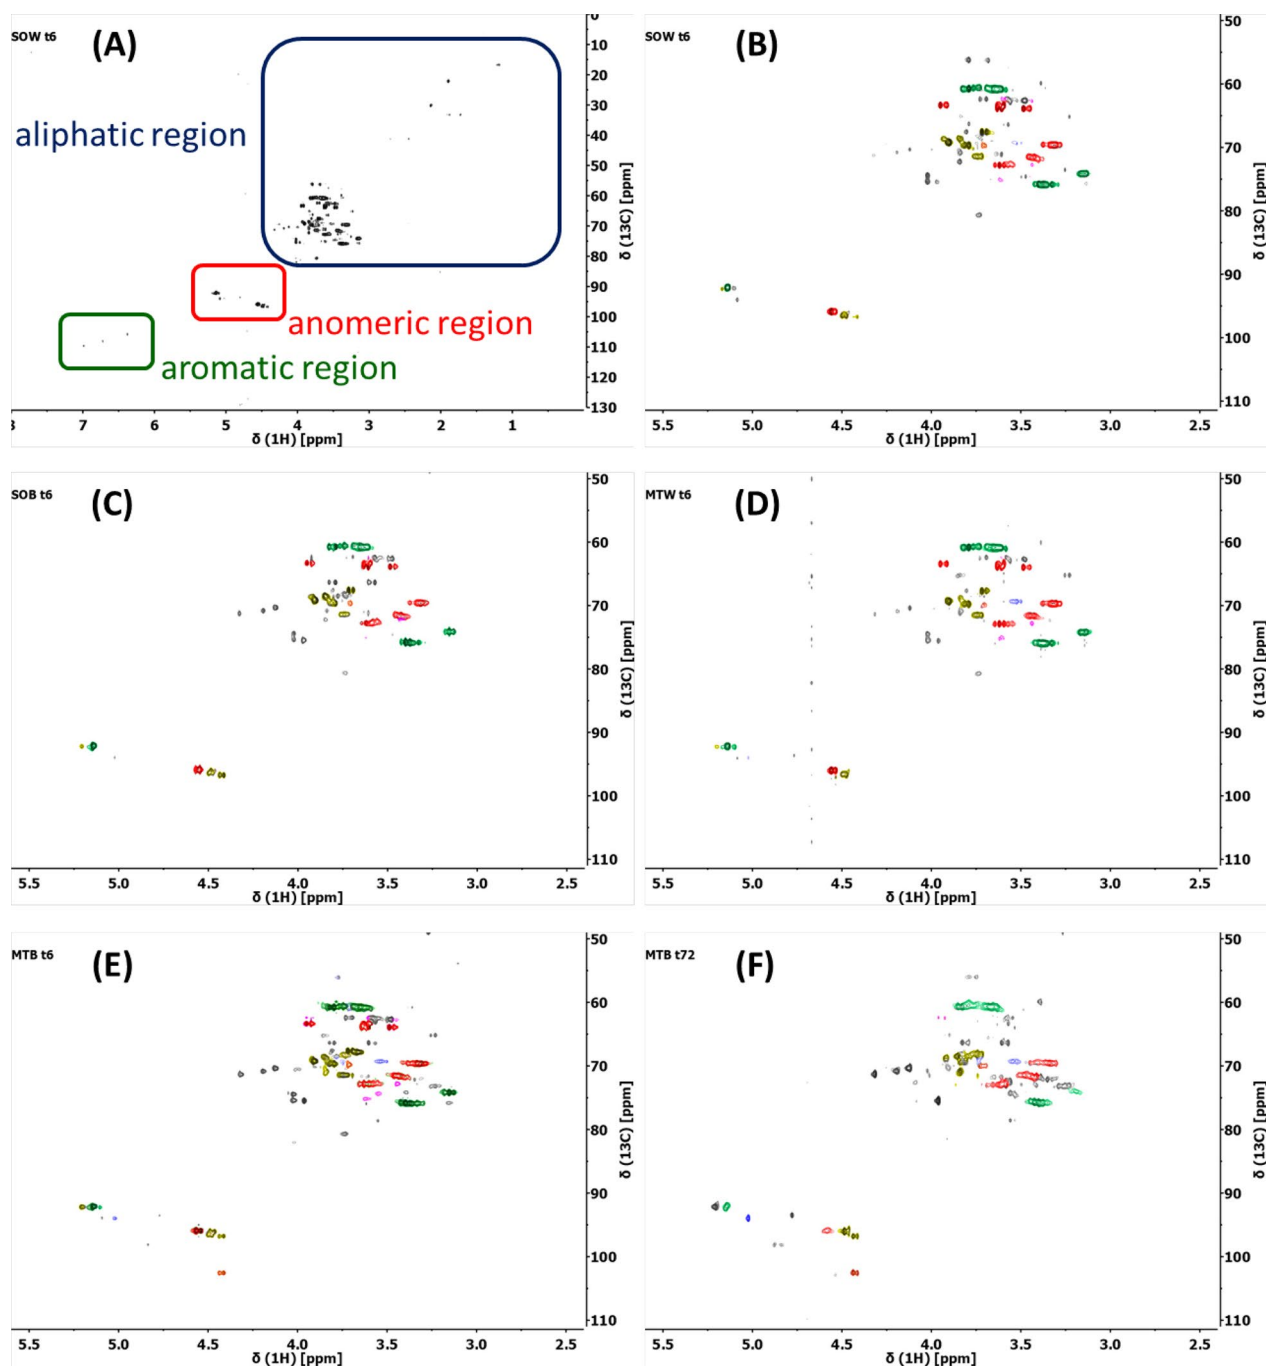 SOW t6
(A)
0
10
20
30
40
50
60
70
80
90
100
110
120
130
δ (13C) [ppm]
aliphatic region
anomeric region
aromatic region
7 6 5 4 3 2 1
δ (1H) [ppm]
SOW t6
(B)
50
60
70
80
90
100
110
δ (13C) [ppm]
5.5 5.0 4.5 4.0 3.5 3.0 2.5
δ (1H) [ppm]
SOB t6
(C)
50
60
70
80
90
100
110
δ (13C) [ppm]
5.5 5.0 4.5 4.0 3.5 3.0 2.5
δ (1H) [ppm]
MTW t6
(D)
50
60
70
80
90
100
110
δ (13C) [ppm]
5.5 5.0 4.5 4.0 3.5 3.0 2.5
δ (1H) [ppm]
MTB t6
(E)
50
60
70
80
90
100
110
δ (13C) [ppm]
5.5 5.0 4.5 4.0 3.5 3.0 2.5
δ (1H) [ppm]
MTB t72
(F)
50
60
70
80
90
100
110
δ (13C) [ppm]
5.5 5.0 4.5 4.0 3.5 3.0 2.5
δ (1H) [ppm]